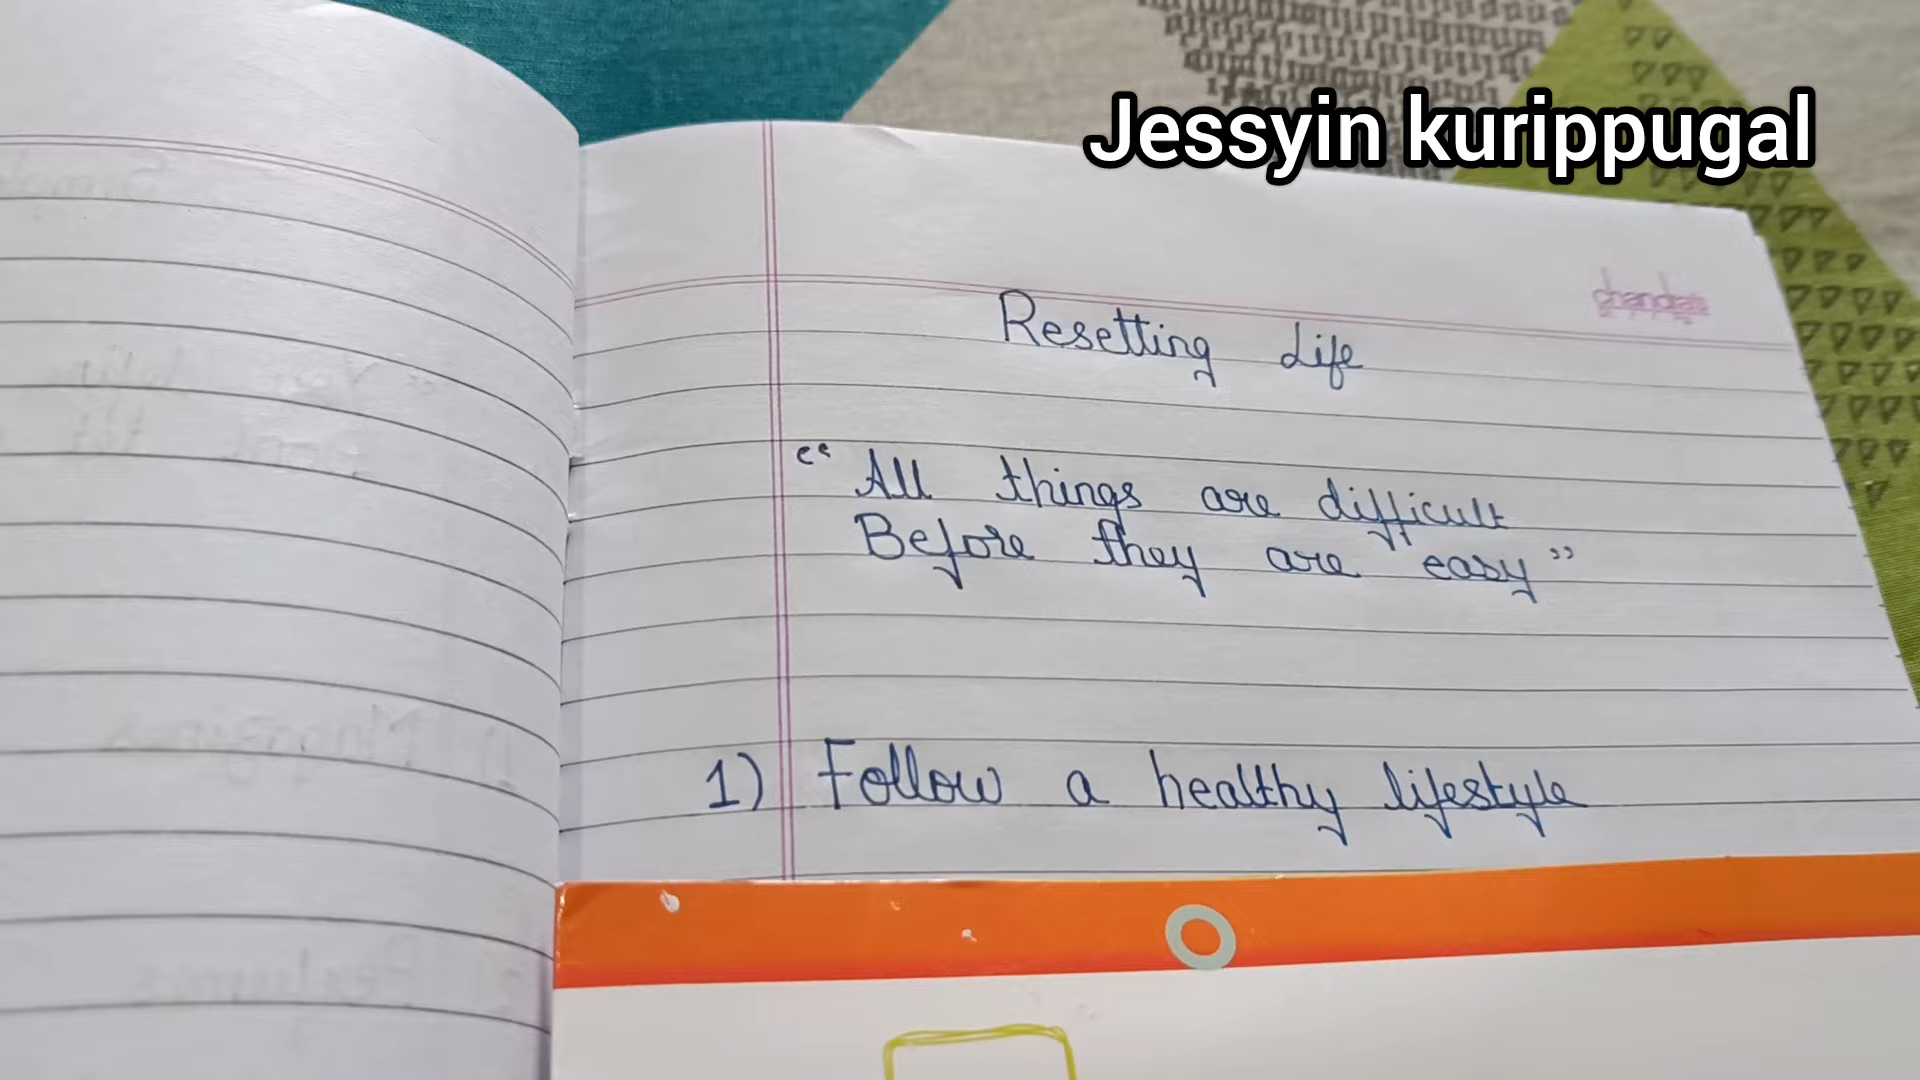 Jessyin kurippugal
Resetting Life
“ All things are difficult
Before they are easy ”
1) Follow a healthy lifestyle